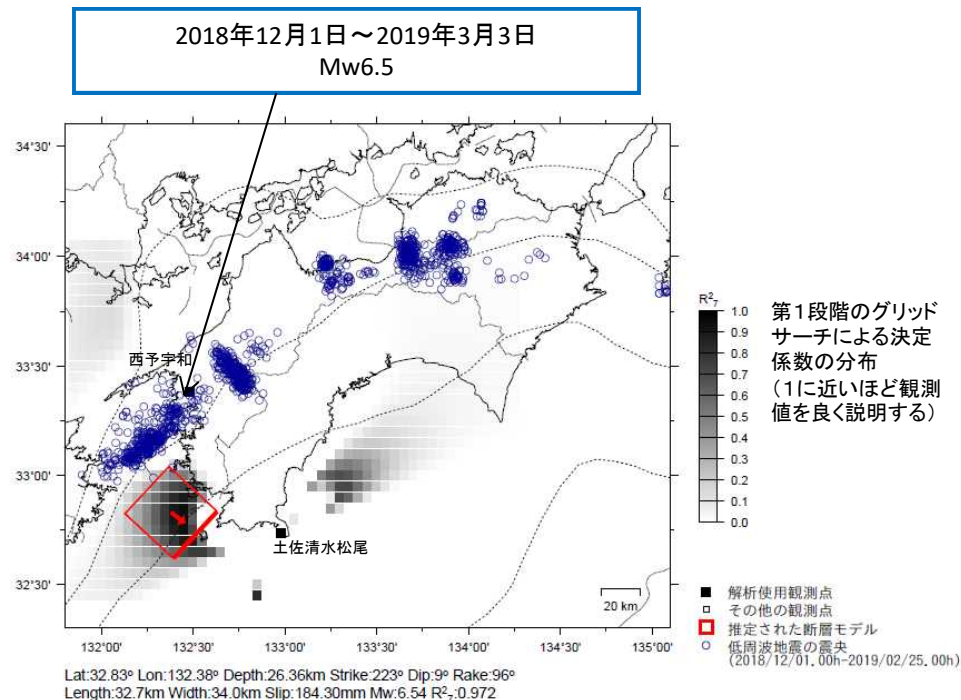 2018年12月1日～2019年3月3日
Mw6.5
34°30'
34°00'
33°30'
33°00'
32°30'
132°00'
132°30'
133°00'
133°30'
134°00'
134°30'
135°00'
西予宇和
土佐清水松尾
20 km
R²₇
1.0
0.9
0.8
0.7
0.6
0.5
0.4
0.3
0.2
0.1
0.0
第1段階のグリッド
サーチによる決定
係数の分布
(1に近いほど観測
値を良く説明する)
解析使用観測点
その他の観測点
推定された断層モデル
低周波地震の震央
(2018/12/01. 00h-2019/02/25. 00h)
Lat:32.83° Lon:132.38° Depth:26.36km Strike:223° Dip:9° Rake:96°
Length:32.7km Width:34.0km Slip:184.30mm Mw:6.54 R²₇:0.972